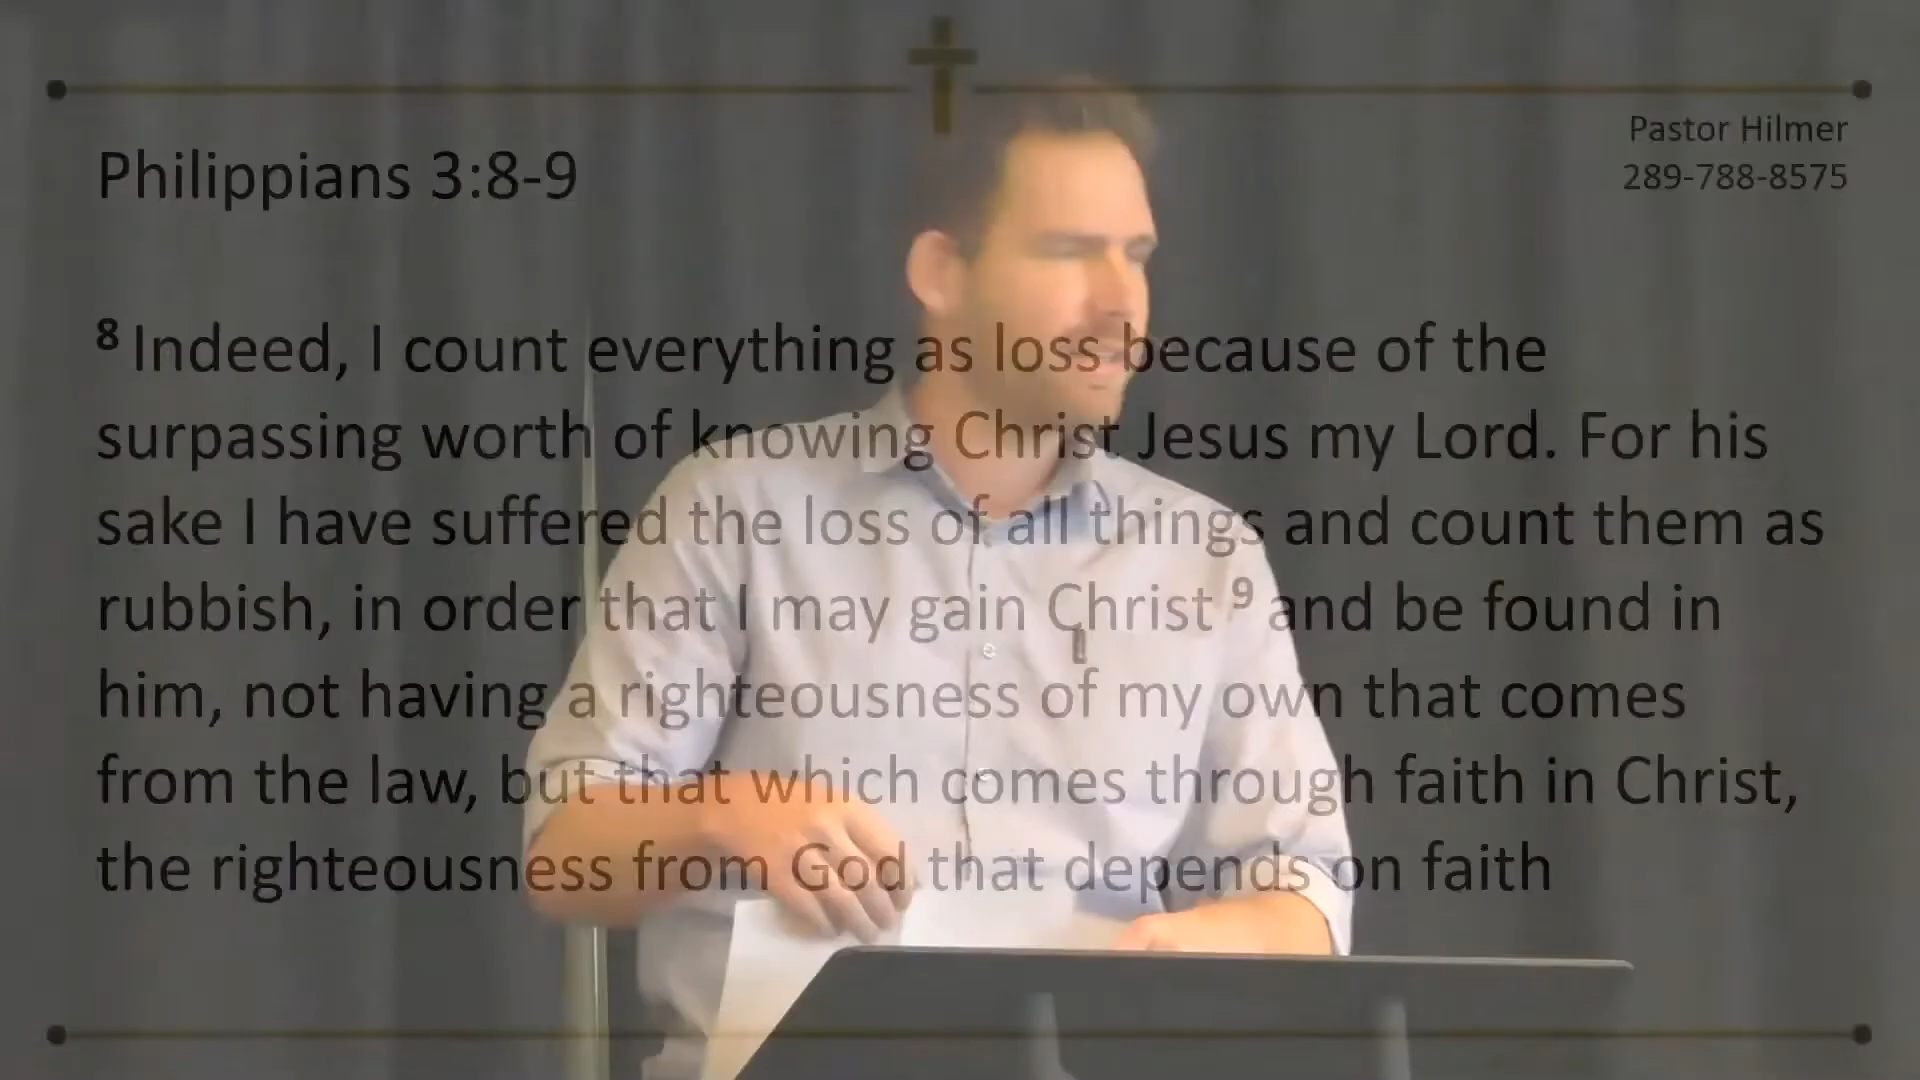 Pastor Hilmer
289-788-8575
Philippians 3:8-9
8 Indeed, I count everything as loss because of the
surpassing worth of knowing Christ Jesus my Lord. For his
sake I have suffered the loss of all things and count them as
rubbish, in order that I may gain Christ 9 and be found in
him, not having a righteousness of my own that comes
from the law, but that which comes through faith in Christ,
the righteousness from God that depends on faith